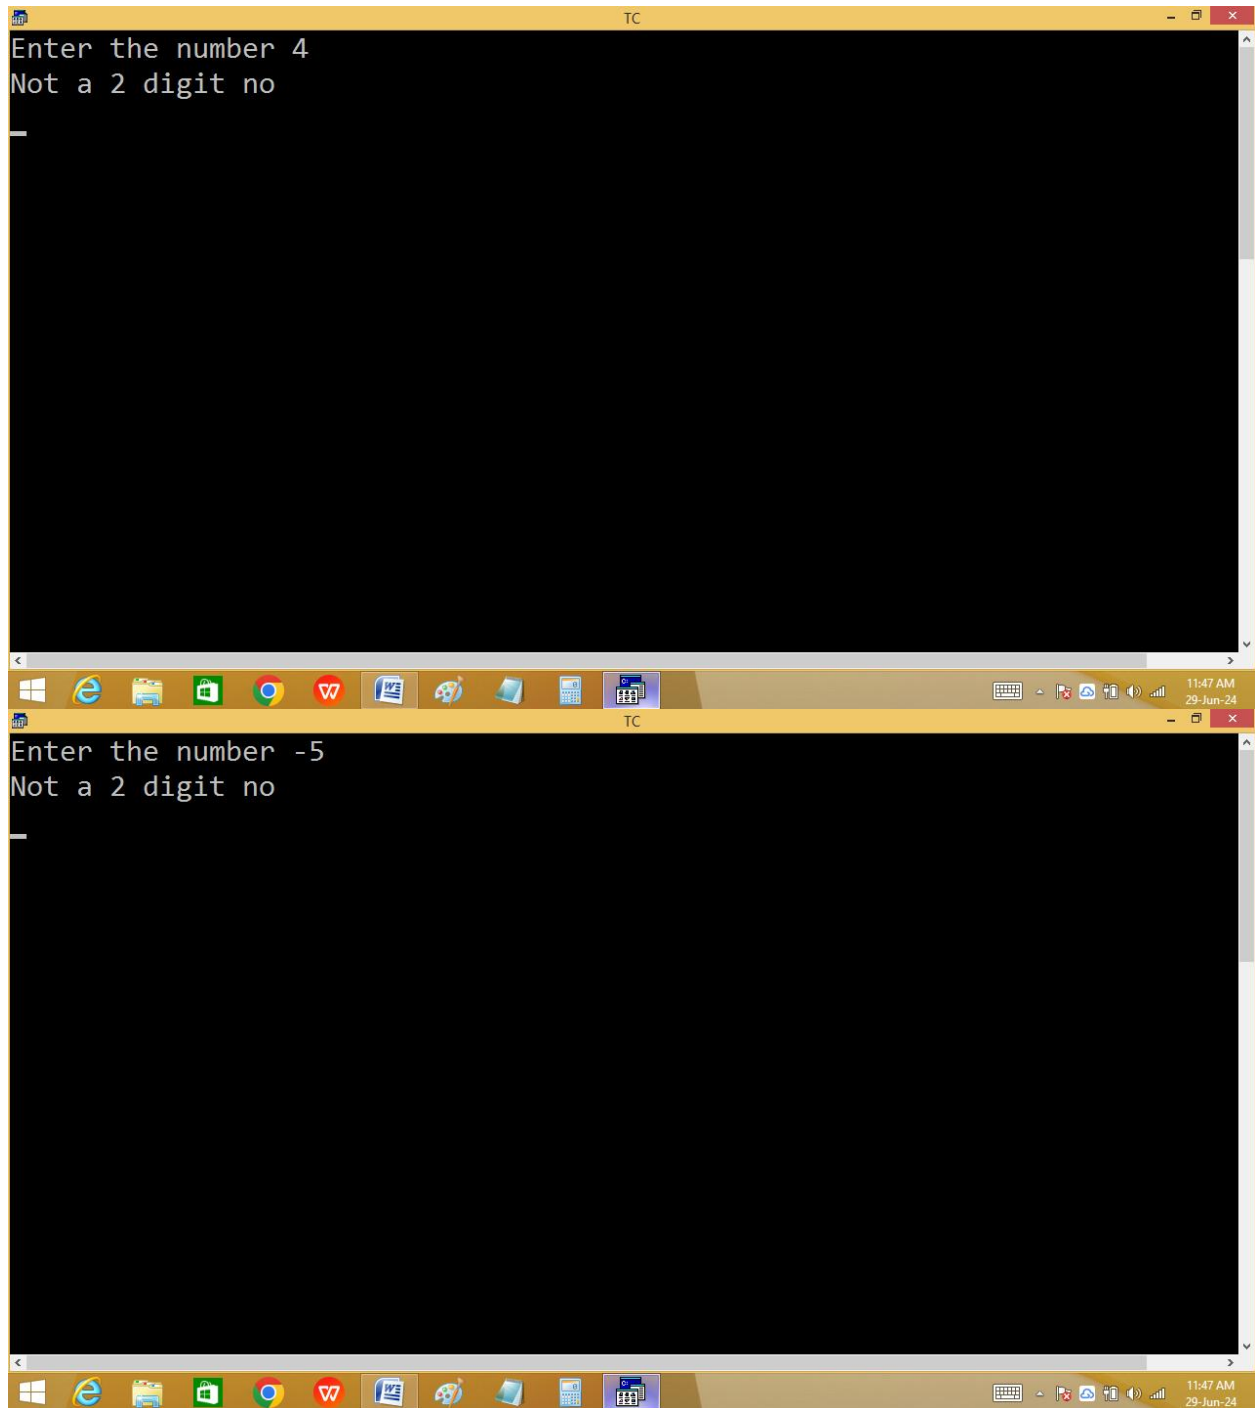 TC
Enter the number 4
Not a 2 digit no
11:47 AM
29-Jun-24
TC
Enter the number -5
Not a 2 digit no
11:47 AM
29-Jun-24